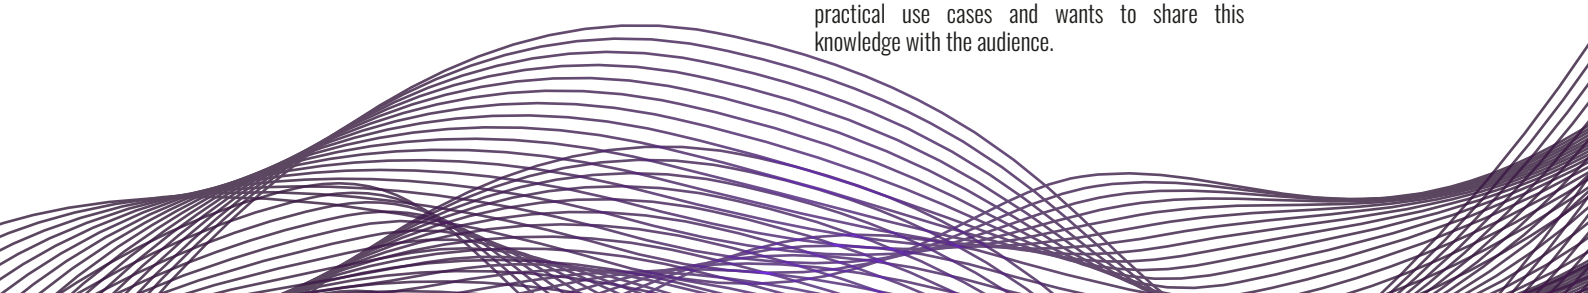 practical use cases and wants to share this
knowledge with the audience.